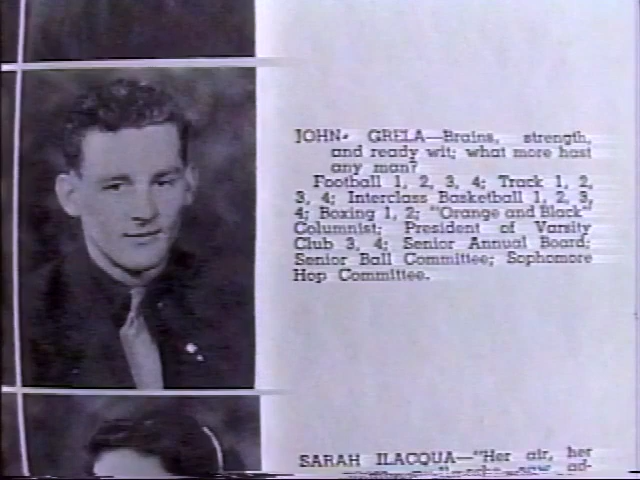 JOHN GRELA—Brains, strength,
and ready wit; what more hast
any man?
Football 1, 2, 3, 4; Track 1, 2,
3, 4; Interclass Basketball 1, 2, 3,
4; Boxing 1, 2; "Orange and Black"
Columnist; President of Varsity
Club 3, 4; Senior Annual Board;
Senior Ball Committee; Sophomore
Hop Committee.
SARAH ILACQUA—"Her air, her